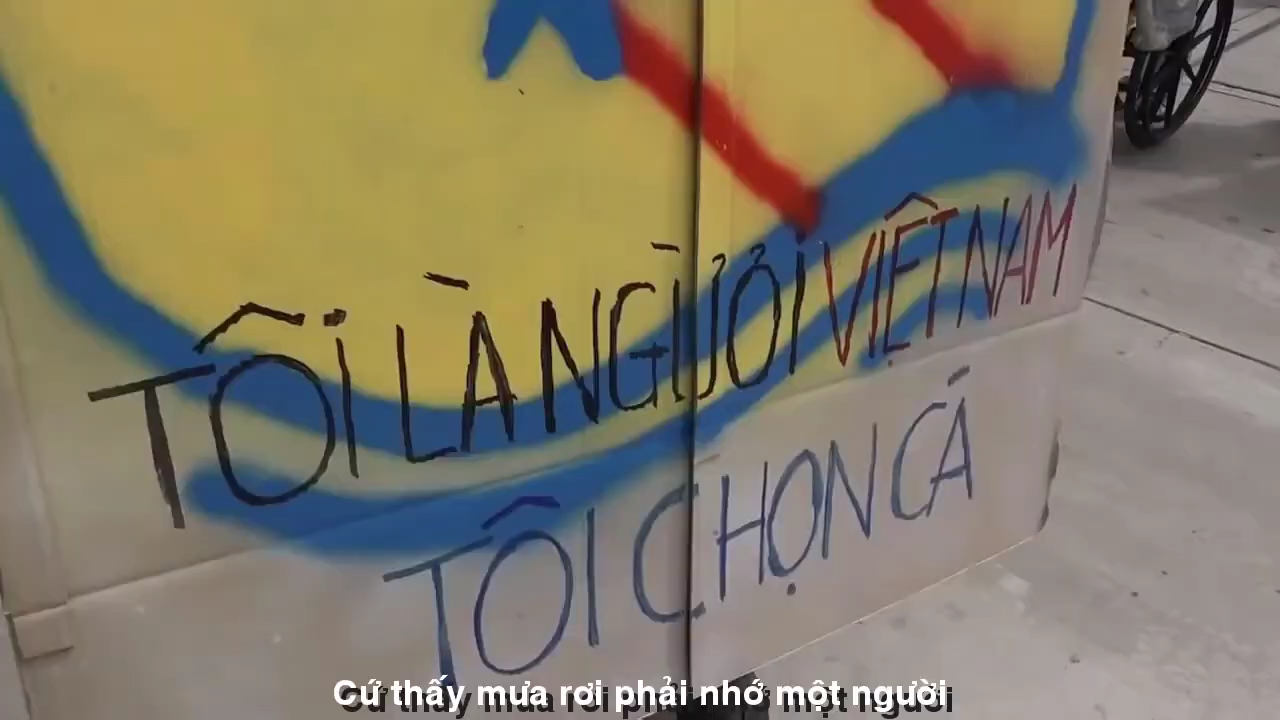 TÔI LÀ NGƯỜI VIỆT NAM
TÔI CHỌN CÁ
Cứ thấy mưa rơi phải nhớ một người